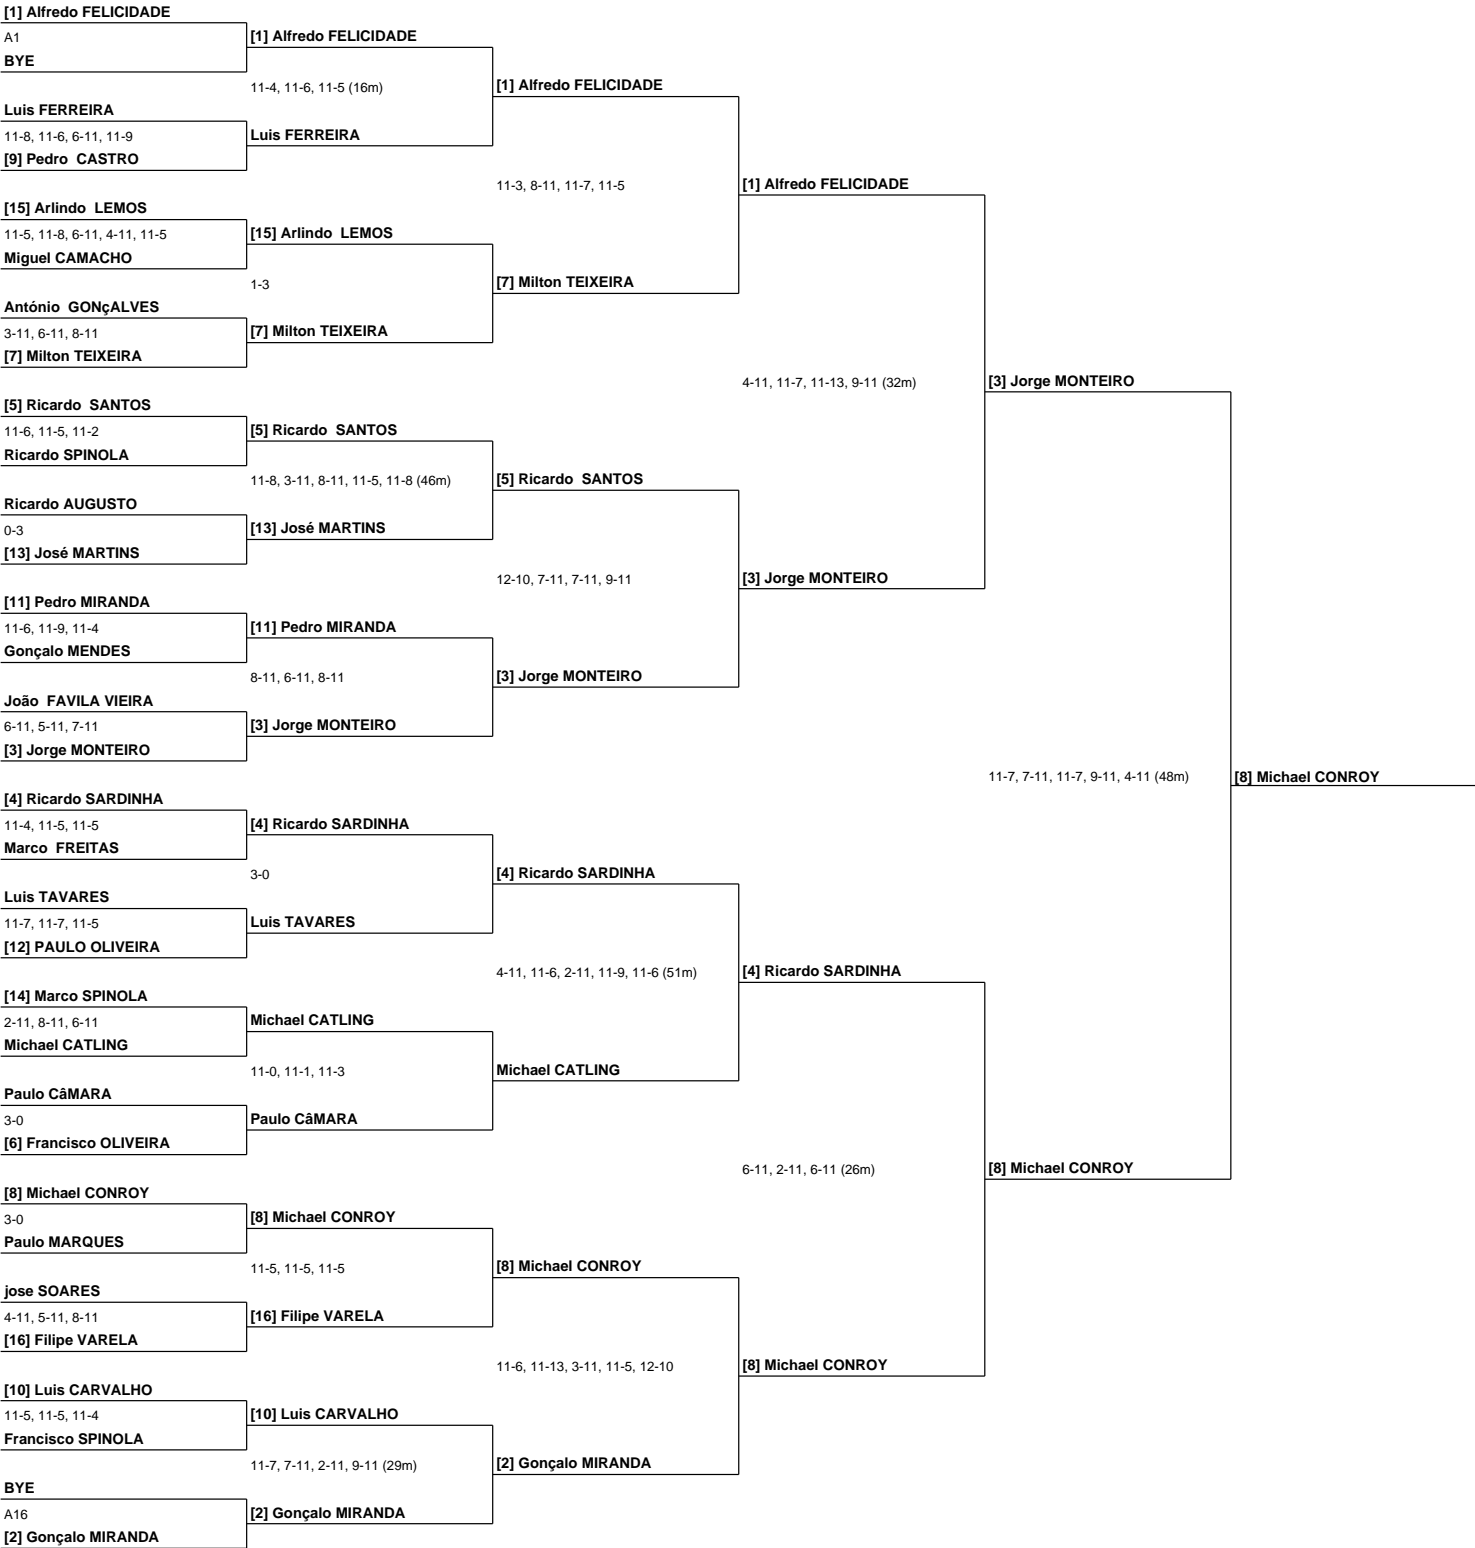 [1] Alfredo FELICIDADE
A1
BYE
Luis FERREIRA
11-8, 11-6, 6-11, 11-9
[9] Pedro  CASTRO
[15] Arlindo  LEMOS
11-5, 11-8, 6-11, 4-11, 11-5
Miguel CAMACHO
António  GONçALVES
3-11, 6-11, 8-11
[7] Milton TEIXEIRA
[5] Ricardo  SANTOS
11-6, 11-5, 11-2
Ricardo SPINOLA
Ricardo AUGUSTO
0-3
[13] José MARTINS
[11] Pedro MIRANDA
11-6, 11-9, 11-4
Gonçalo MENDES
João  FAVILA VIEIRA
6-11, 5-11, 7-11
[3] Jorge MONTEIRO
[4] Ricardo SARDINHA
11-4, 11-5, 11-5
Marco  FREITAS
Luis TAVARES
11-7, 11-7, 11-5
[12] PAULO OLIVEIRA
[14] Marco SPINOLA
2-11, 8-11, 6-11
Michael CATLING
Paulo CâMARA
3-0
[6] Francisco OLIVEIRA
[8] Michael CONROY
3-0
Paulo MARQUES
jose SOARES
4-11, 5-11, 8-11
[16] Filipe VARELA
[10] Luis CARVALHO
11-5, 11-5, 11-4
Francisco SPINOLA
BYE
A16
[2] Gonçalo MIRANDA
[1] Alfredo FELICIDADE
11-4, 11-6, 11-5 (16m)
Luis FERREIRA
[15] Arlindo  LEMOS
1-3
[7] Milton TEIXEIRA
[5] Ricardo  SANTOS
11-8, 3-11, 8-11, 11-5, 11-8 (46m)
[13] José MARTINS
[11] Pedro MIRANDA
8-11, 6-11, 8-11
[3] Jorge MONTEIRO
[4] Ricardo SARDINHA
3-0
Luis TAVARES
Michael CATLING
11-0, 11-1, 11-3
Paulo CâMARA
[8] Michael CONROY
11-5, 11-5, 11-5
[16] Filipe VARELA
[10] Luis CARVALHO
11-7, 7-11, 2-11, 9-11 (29m)
[2] Gonçalo MIRANDA
[1] Alfredo FELICIDADE
11-3, 8-11, 11-7, 11-5
[7] Milton TEIXEIRA
[5] Ricardo  SANTOS
12-10, 7-11, 7-11, 9-11
[3] Jorge MONTEIRO
[4] Ricardo SARDINHA
4-11, 11-6, 2-11, 11-9, 11-6 (51m)
Michael CATLING
[8] Michael CONROY
11-6, 11-13, 3-11, 11-5, 12-10
[2] Gonçalo MIRANDA
[1] Alfredo FELICIDADE
4-11, 11-7, 11-13, 9-11 (32m)
[3] Jorge MONTEIRO
[4] Ricardo SARDINHA
6-11, 2-11, 6-11 (26m)
[8] Michael CONROY
[3] Jorge MONTEIRO
11-7, 7-11, 11-7, 9-11, 4-11 (48m)
[8] Michael CONROY
[8] Michael CONROY